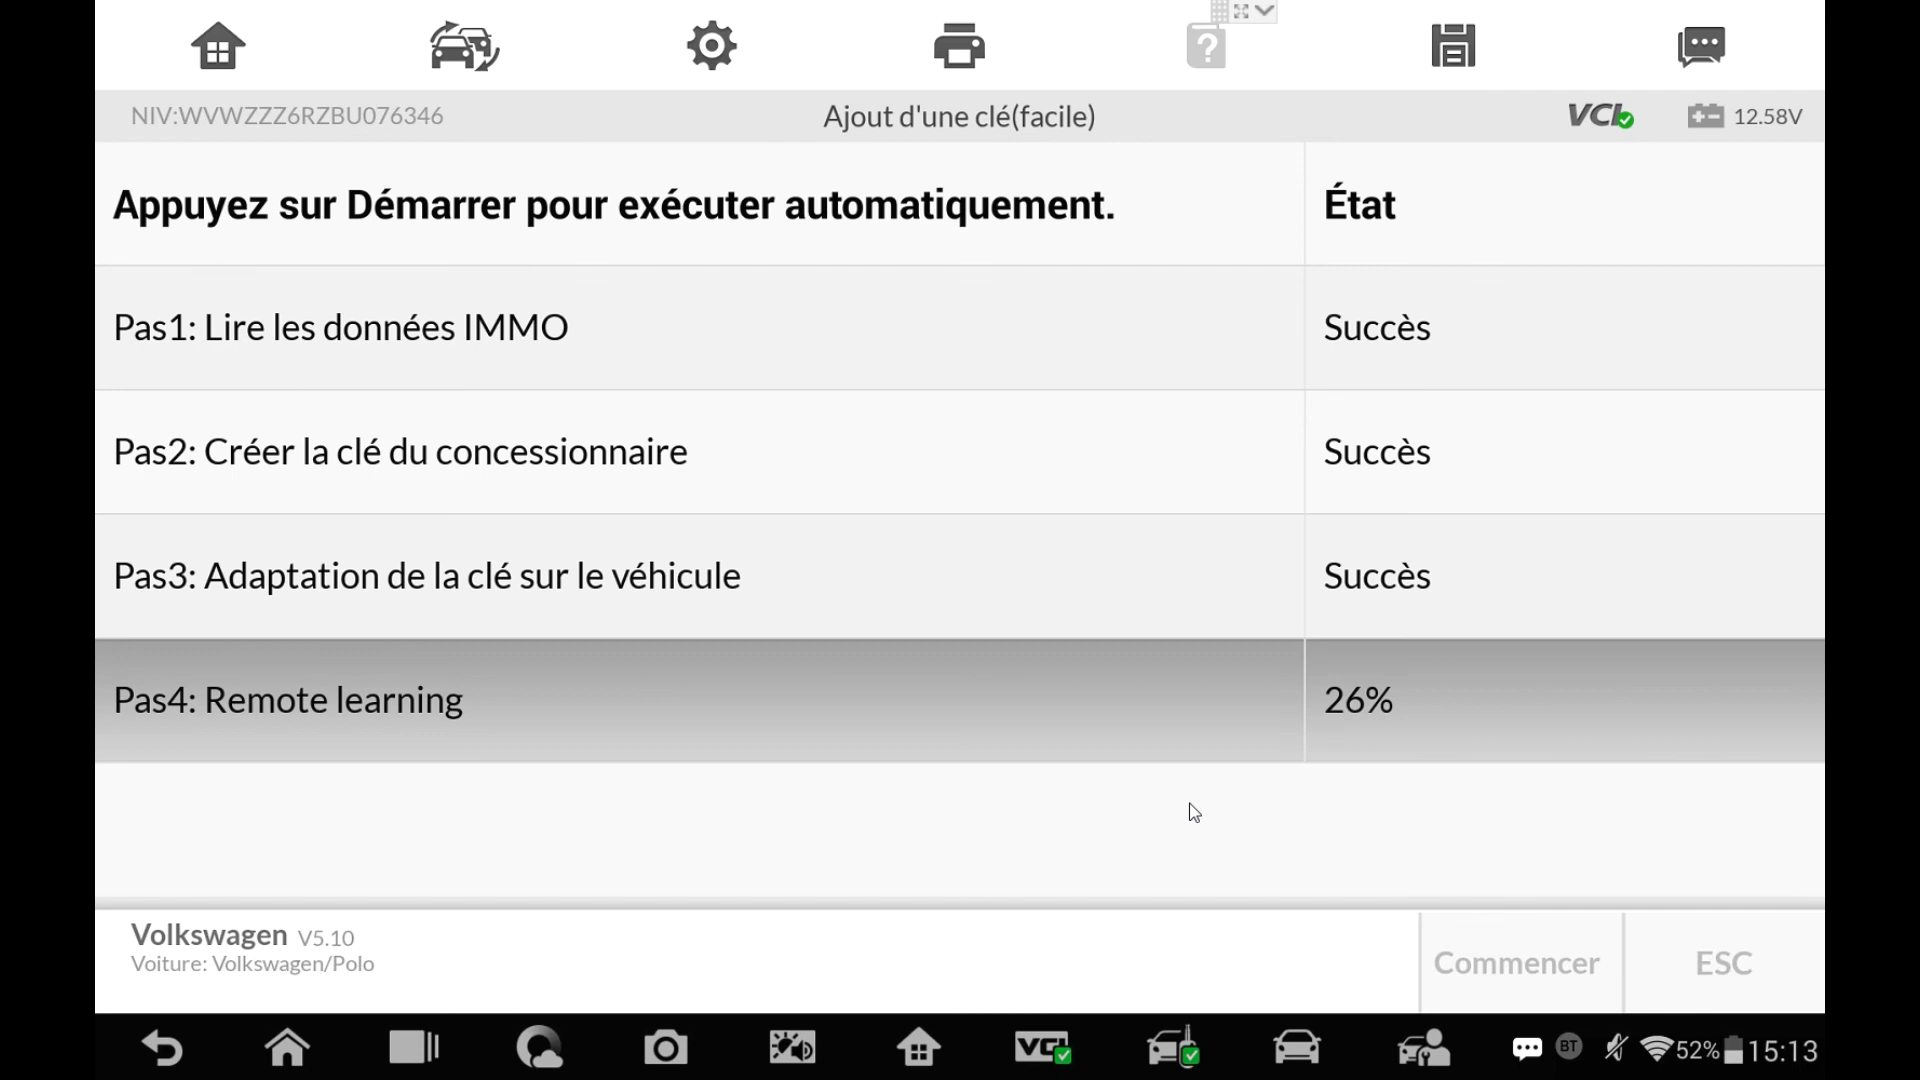 NIV:WVWZZZ6RZBU076346
Ajout d'une clé(facile)
VCI
12.58V
Appuyez sur Démarrer pour exécuter automatiquement.
État
Pas1: Lire les données IMMO
Succès
Pas2: Créer la clé du concessionnaire
Succès
Pas3: Adaptation de la clé sur le véhicule
Succès
Pas4: Remote learning
26%
Volkswagen V5.10
Voiture: Volkswagen/Polo
Commencer
ESC
VCI
BT
52%
15:13